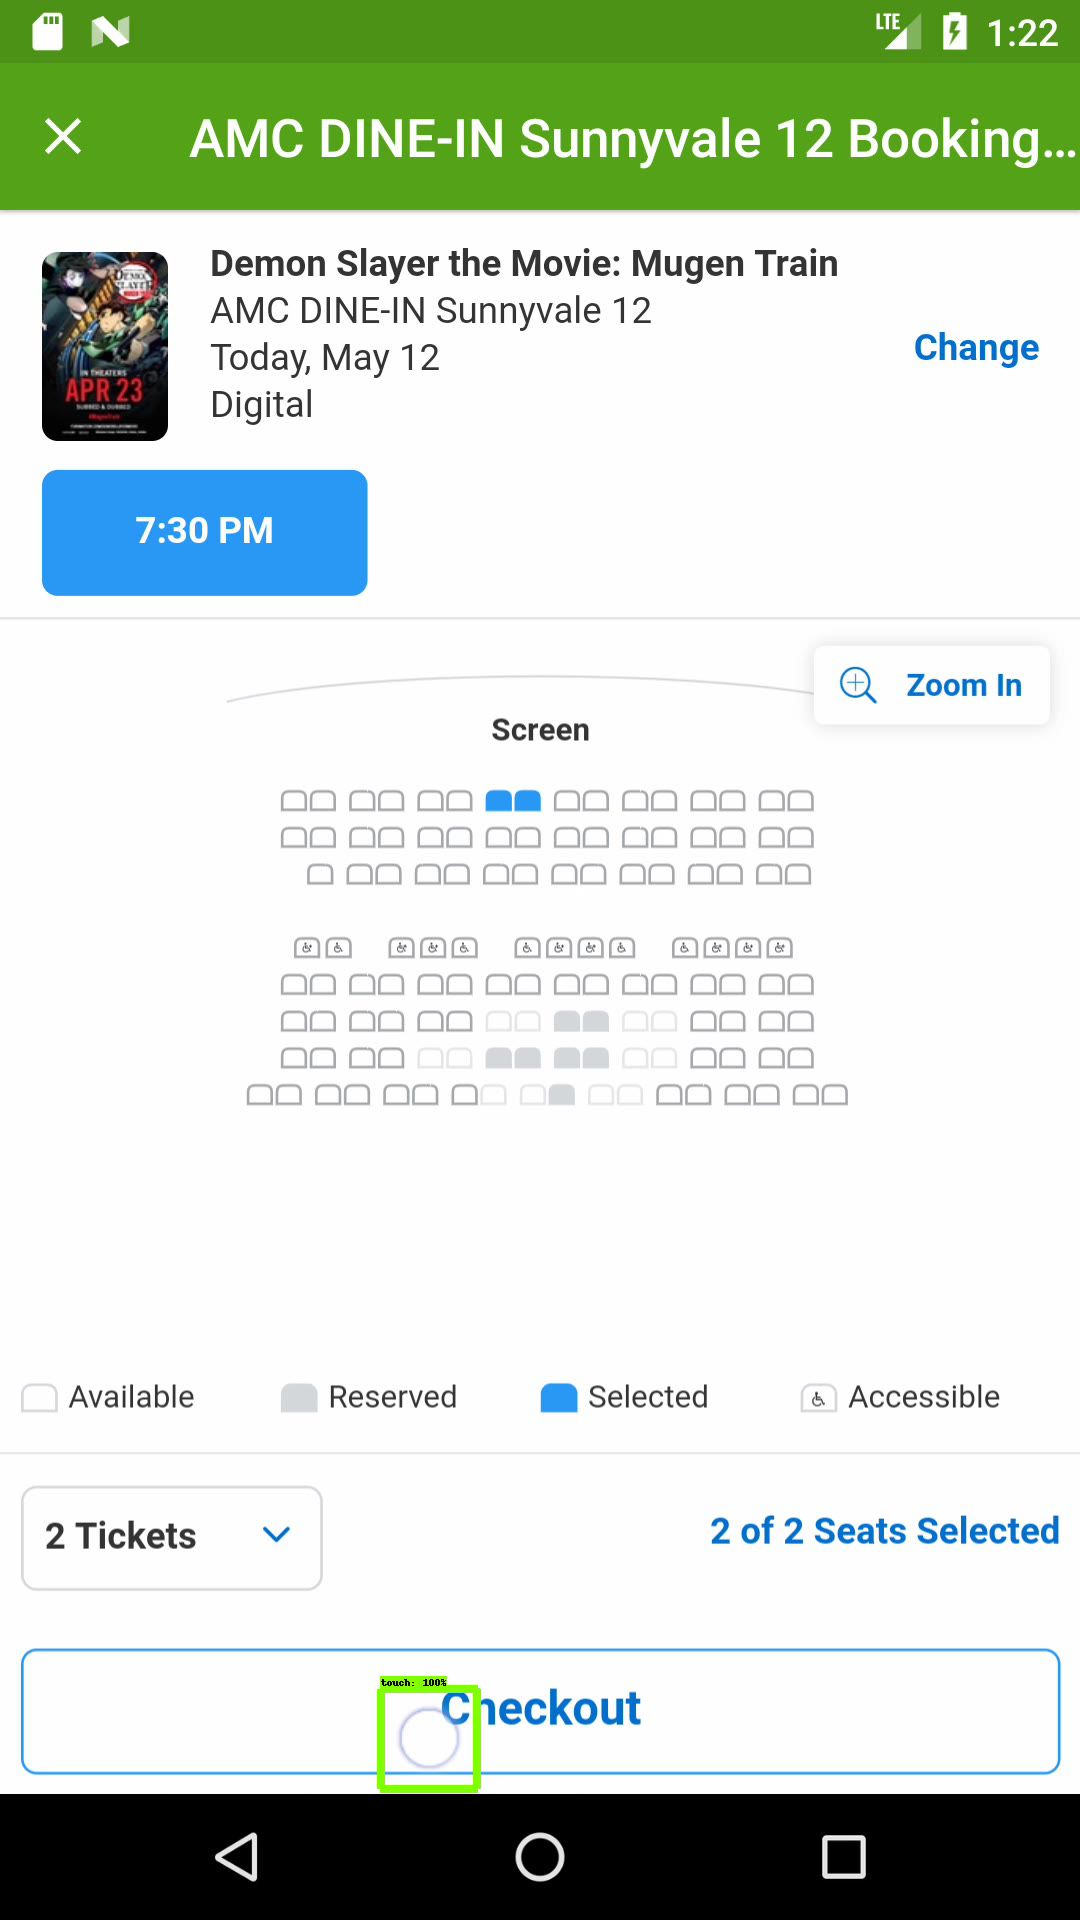 LTE 1:22
AMC DINE-IN Sunnyvale 12 Booking...
Demon Slayer the Movie: Mugen Train
AMC DINE-IN Sunnyvale 12
Today, May 12
Digital
Change
IN THEATERS
APR 23
7:30 PM
Zoom In
Screen
Available
Reserved
Selected
Accessible
2 Tickets
2 of 2 Seats Selected
touch: 100%
Checkout